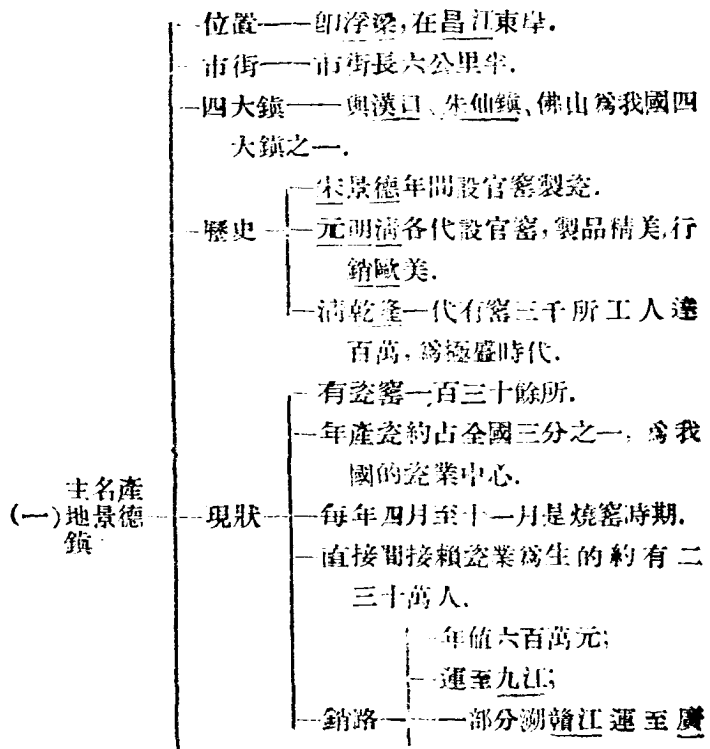 位置——卽浮梁,在昌江東岸.
市街——市街長六公里半.
四大鎮——與漢口、朱仙鎮、佛山爲我國四
大鎮之一.
宋景德年間設官窰製瓷.
歷史
元明淸各代設官窰,製品精美,行
銷歐美.
淸乾隆一代有窰三千所工人達
百萬,爲極盛時代.
有瓷窰一百三十餘所.
年產瓷約占全國三分之一,爲我
國的瓷業中心.
主名產
(一)地景德
鎮
現狀
每年四月至十一月是燒窰時期.
直接間接賴瓷業爲生的約有二
三十萬人.
年値六百萬元;
運至九江;
銷路
一部分溯贛江運至廣